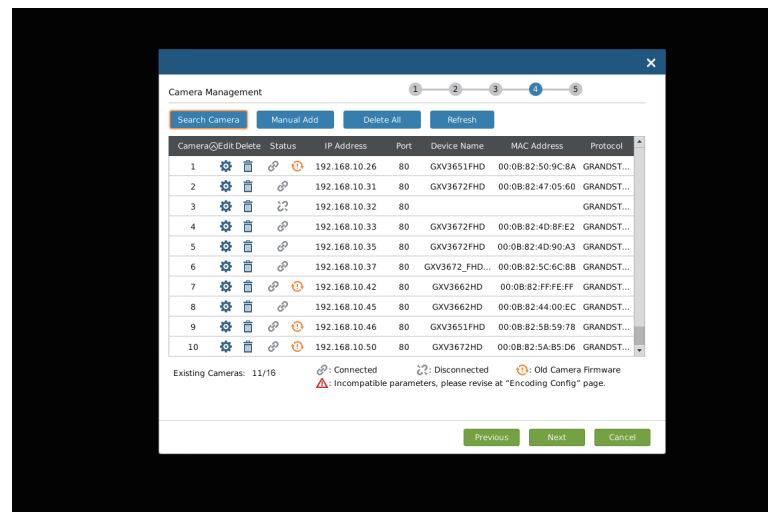 ×
Camera Management 1 2 3 4 5
Search Camera Manual Add Delete All Refresh
Camera Edit Delete Status IP Address Port Device Name MAC Address Protocol
1 192.168.10.26 80 GXV3651FHD 00:0B:82:50:9C:8A GRANDST...
2 192.168.10.31 80 GXV3672FHD 00:0B:82:47:05:60 GRANDST...
3 192.168.10.32 80 GRANDST...
4 192.168.10.33 80 GXV3672FHD 00:0B:82:4D:8F:E2 GRANDST...
5 192.168.10.35 80 GXV3672FHD 00:0B:82:4D:90:A3 GRANDST...
6 192.168.10.37 80 GXV3672_FHD... 00:0B:82:5C:6C:8B GRANDST...
7 192.168.10.42 80 GXV3662HD 00:0B:82:FF:FE:FF GRANDST...
8 192.168.10.45 80 GXV3662HD 00:0B:82:44:00:EC GRANDST...
9 192.168.10.46 80 GXV3651FHD 00:0B:82:5B:59:78 GRANDST...
10 192.168.10.50 80 GXV3672HD 00:0B:82:5A:B5:D6 GRANDST...
Existing Cameras: 11/16 : Connected : Disconnected : Old Camera Firmware
: Incompatible parameters, please revise at “Encoding Config” page.
Previous Next Cancel